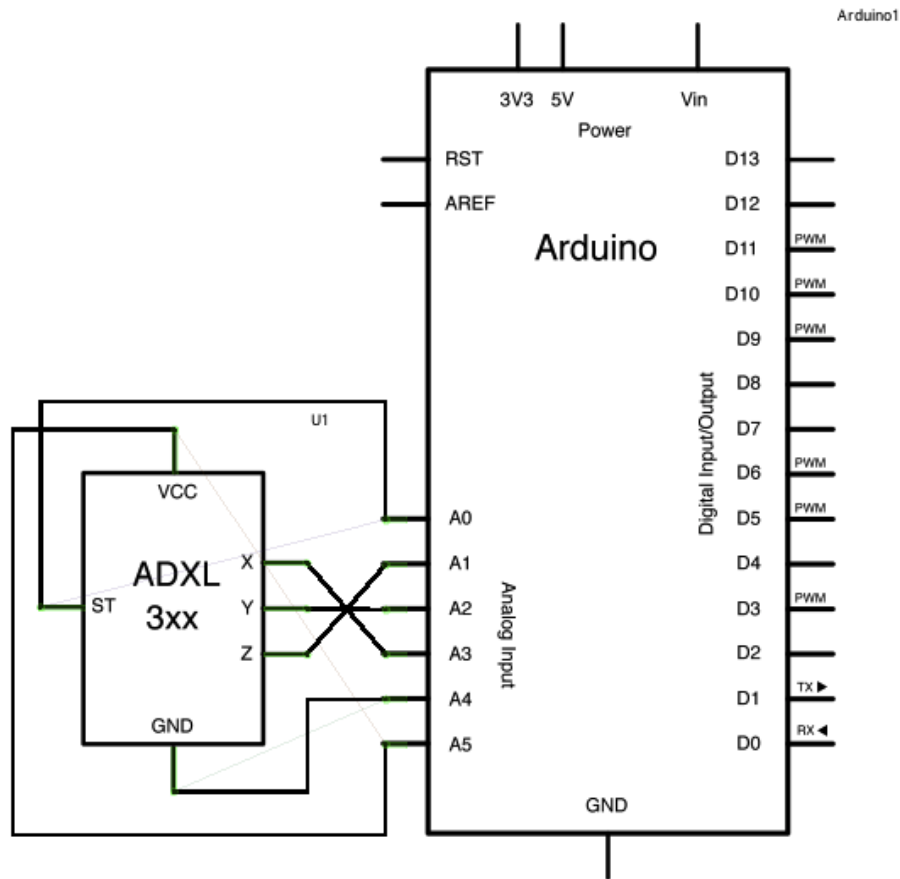 Arduino1
3V3 5V Vin
Power
RST D13
AREF D12
Arduino
D11 PWM
D10 PWM
D9 PWM
D8
D7
D6 PWM
D5 PWM
D4
D3 PWM
D2
D1 TX ▶
D0 RX ◀
Digital Input/Output
A0
A1
A2
A3
A4
A5
Analog Input
GND
U1
VCC
ADXL
3xx
ST
X
Y
Z
GND